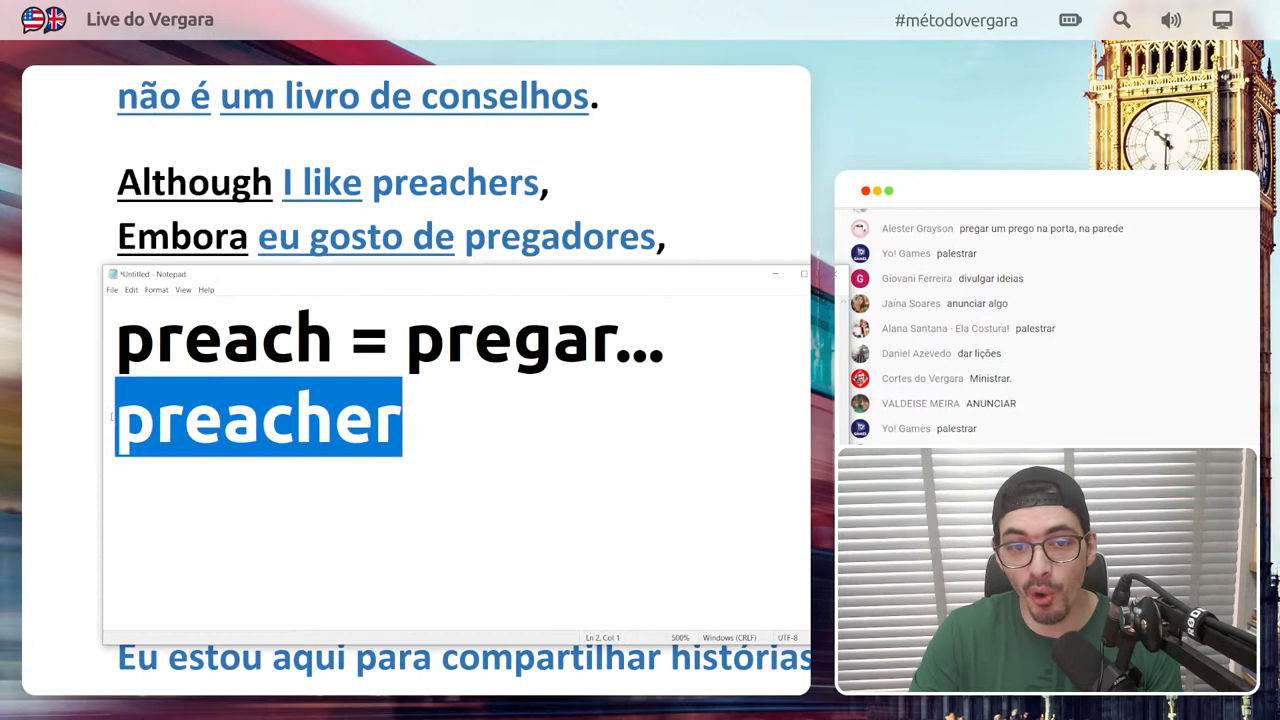 Live do Vergara
#métodovergara
não é um livro de conselhos.
Although I like preachers,
Embora eu gosto de pregadores,
*Untitled - Notepad
File Edit Format View Help
preach = pregar...
preacher
Ln 2, Col 1 500% Windows (CRLF) UTF-8
Eu estou aqui para compartilhar histórias
Alester Grayson pregar um prego na porta, na parede
Yo! Games palestrar
Giovani Ferreira divulgar ideias
Jaína Soares anunciar algo
Alana Santana - Ela Costura! palestrar
Daniel Azevedo dar lições
Cortes do Vergara Ministrar.
VALDEISE MEIRA ANUNCIAR
Yo! Games palestrar
RØDE